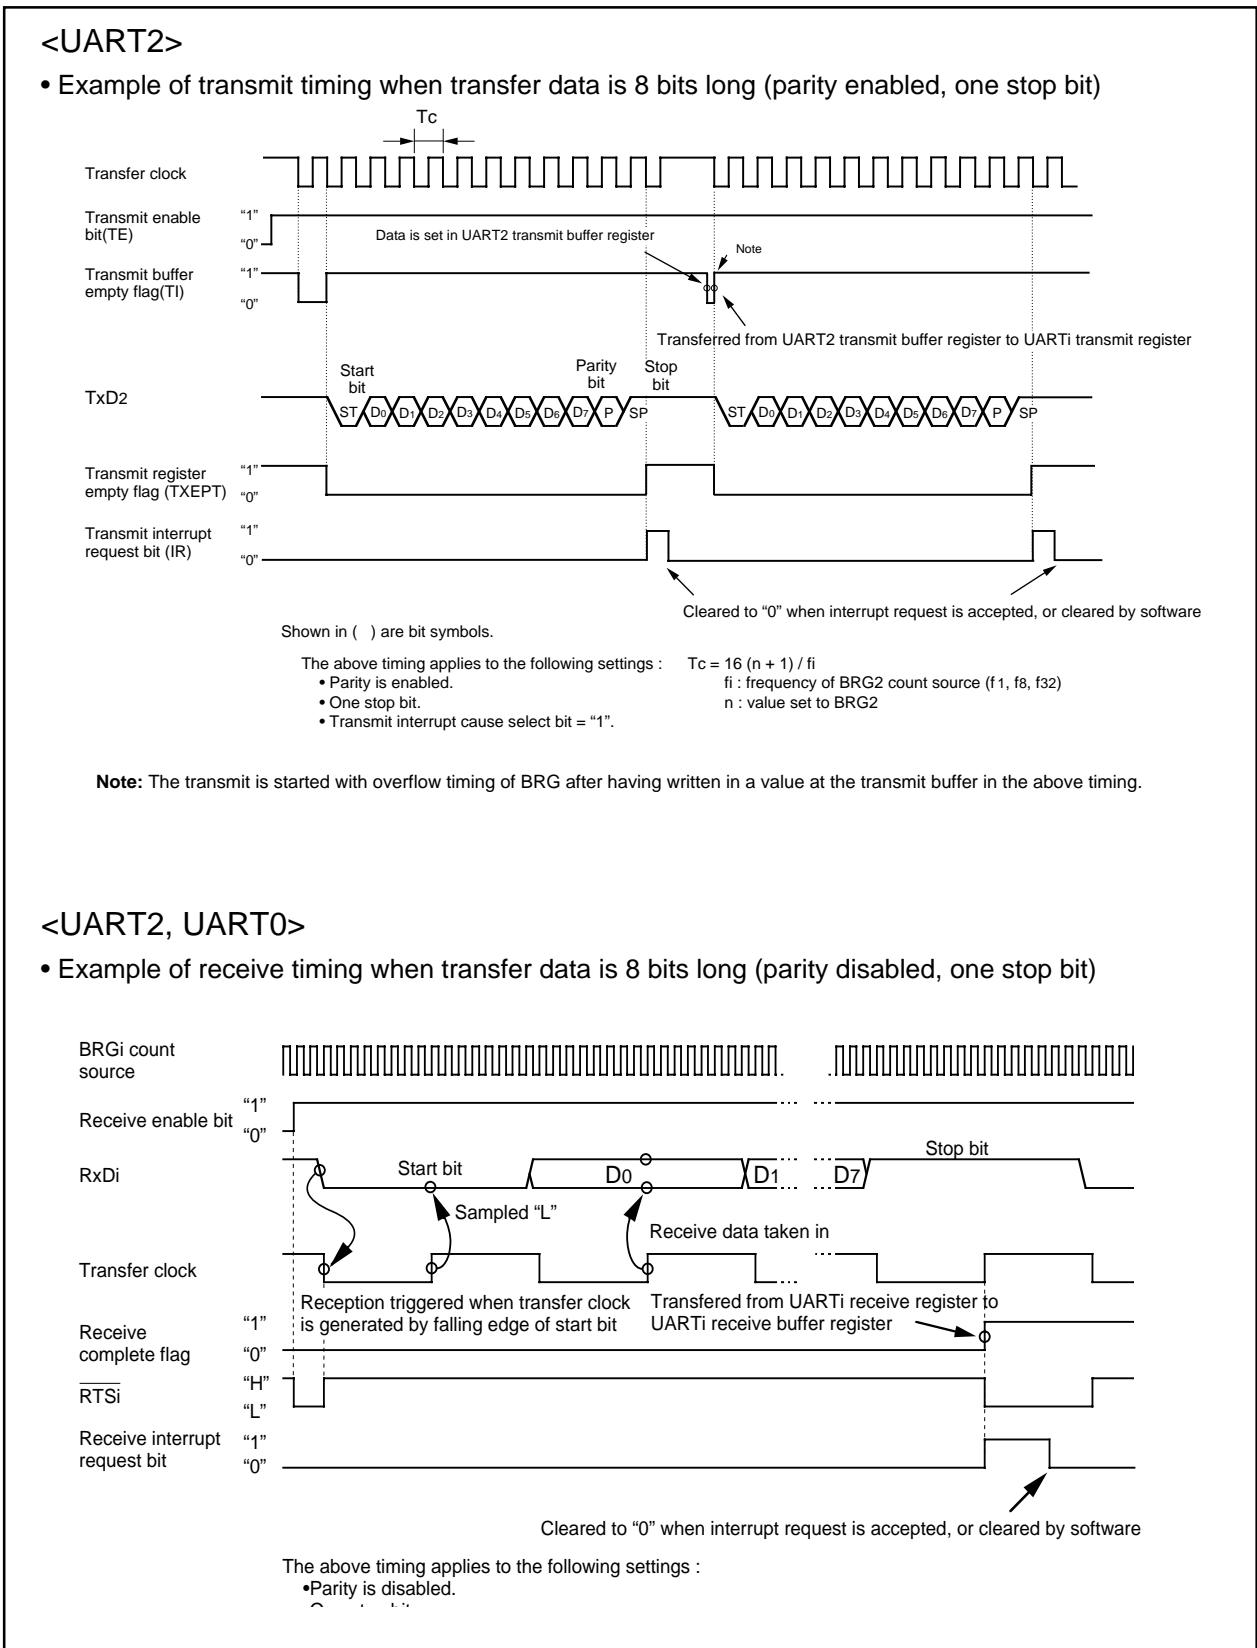 <UART2>
• Example of transmit timing when transfer data is 8 bits long (parity enabled, one stop bit)
Tc
Transfer clock
Transmit enable
bit(TE)
“1”
“0”
Data is set in UART2 transmit buffer register
Note
Transmit buffer
empty flag(TI)
“1”
“0”
Transferred from UART2 transmit buffer register to UARTi transmit register
Start
bit
Parity
bit
Stop
bit
TxD2
ST D0 D1 D2 D3 D4 D5 D6 D7 P SP
ST D0 D1 D2 D3 D4 D5 D6 D7 P SP
Transmit register
empty flag (TXEPT)
“1”
“0”
Transmit interrupt
request bit (IR)
“1”
“0”
Cleared to “0” when interrupt request is accepted, or cleared by software
Shown in ( ) are bit symbols.
The above timing applies to the following settings :
• Parity is enabled.
• One stop bit.
• Transmit interrupt cause select bit = “1”.
Tc = 16 (n + 1) / fi
fi : frequency of BRG2 count source (f1, f8, f32)
n : value set to BRG2
Note: The transmit is started with overflow timing of BRG after having written in a value at the transmit buffer in the above timing.
<UART2, UART0>
• Example of receive timing when transfer data is 8 bits long (parity disabled, one stop bit)
BRGi count
source
Receive enable bit
“1”
“0”
RxDi
Start bit
D0
D1
D7
Stop bit
Sampled “L”
Receive data taken in
Transfer clock
Reception triggered when transfer clock
is generated by falling edge of start bit
Transfered from UARTi receive register to
UARTi receive buffer register
Receive
complete flag
“1”
“0”
RTSi
“H”
“L”
Receive interrupt
request bit
“1”
“0”
Cleared to “0” when interrupt request is accepted, or cleared by software
The above timing applies to the following settings :
•Parity is disabled.